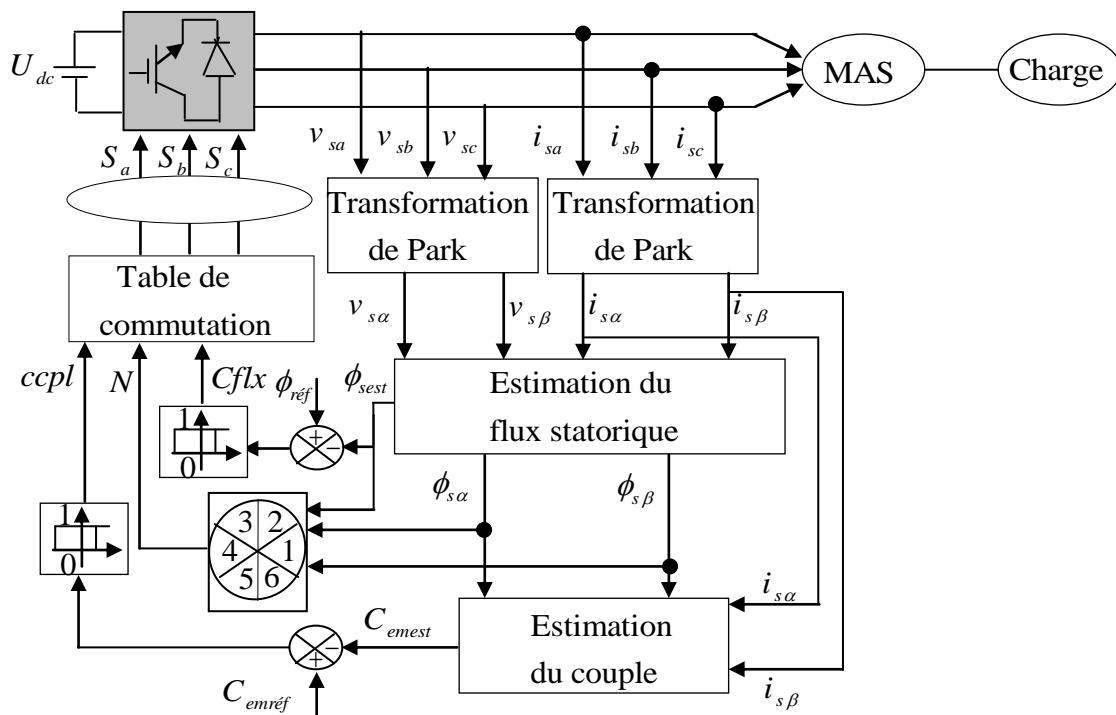 U_dc
MAS
Charge
S_a S_b S_c
v_sa v_sb v_sc i_sa i_sb i_sc
Transformation
de Park
Transformation
de Park
Table de
commutation
v_sα v_sβ i_sα i_sβ
ccpl N Cflx ϕ_réf ϕ_sest
Estimation du
flux statorique
1
0
+ −
ϕ_sα ϕ_sβ
1
0
3 2
4 1
5 6
i_sα
C_emest
Estimation
du couple
− +
C_emréf
i_sβ